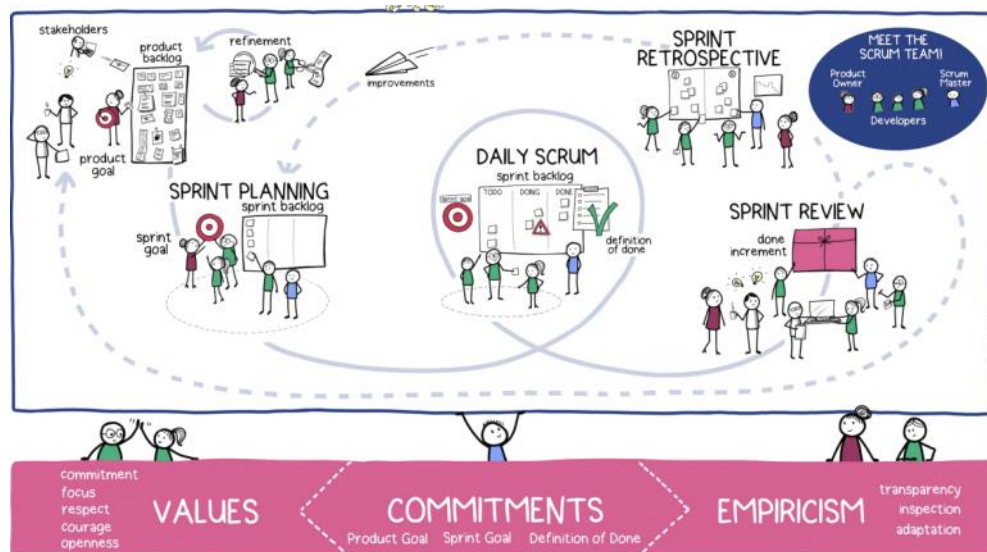 stakeholders
product
backlog
refinement
product
goal
improvements
SPRINT
RETROSPECTIVE
MEET THE
SCRUM TEAM!
Product
Owner
Scrum
Master
Developers
SPRINT PLANNING
sprint backlog
sprint
goal
DAILY SCRUM
sprint backlog
SPRINT GOAL
TODO
DOING
DONE
definition
of done
SPRINT REVIEW
done
increment
commitment
focus
respect
courage
openness
VALUES
COMMITMENTS
Product Goal
Sprint Goal
Definition of Done
EMPIRICISM
transparency
inspection
adaptation